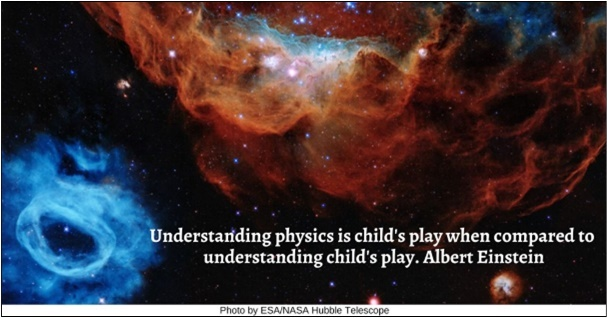 Understanding physics is child's play when compared to
understanding child's play. Albert Einstein
Photo by ESA/NASA Hubble Telescope